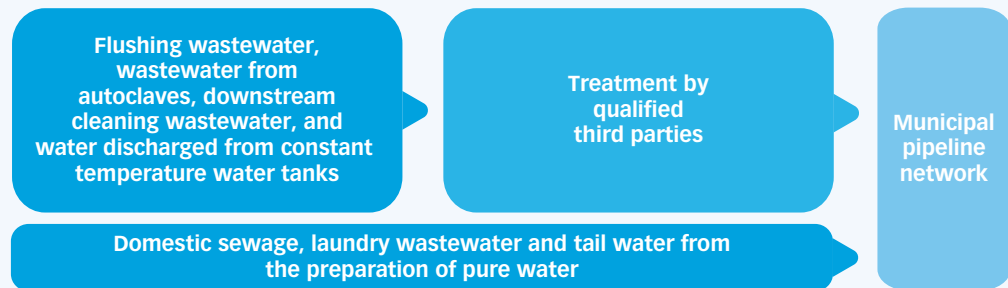 Flushing wastewater,
wastewater from
autoclaves, downstream
cleaning wastewater, and
water discharged from constant
temperature water tanks
Treatment by
qualified
third parties
Municipal
pipeline
network
Domestic sewage, laundry wastewater and tail water from
the preparation of pure water